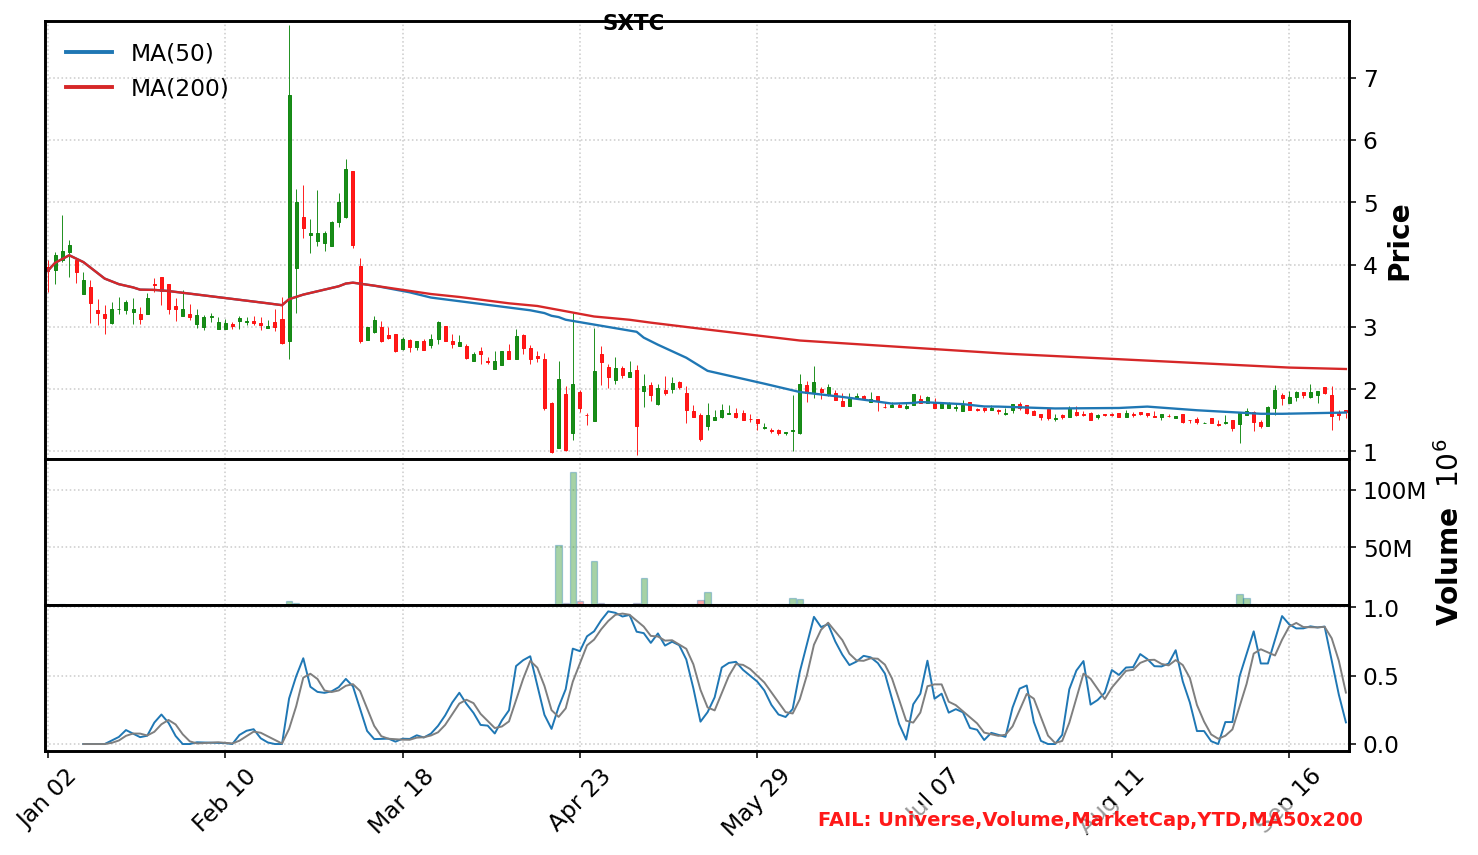 SXTC
MA(50)
MA(200)
7
6
5
4
3
2
1
Price
100M
50M
Volume 10^6
1.0
0.5
0.0
Jan 02
Feb 10
Mar 18
Apr 23
May 29
Jul 07
Aug 11
Sep 16
FAIL: Universe,Volume,MarketCap,YTD,MA50x200